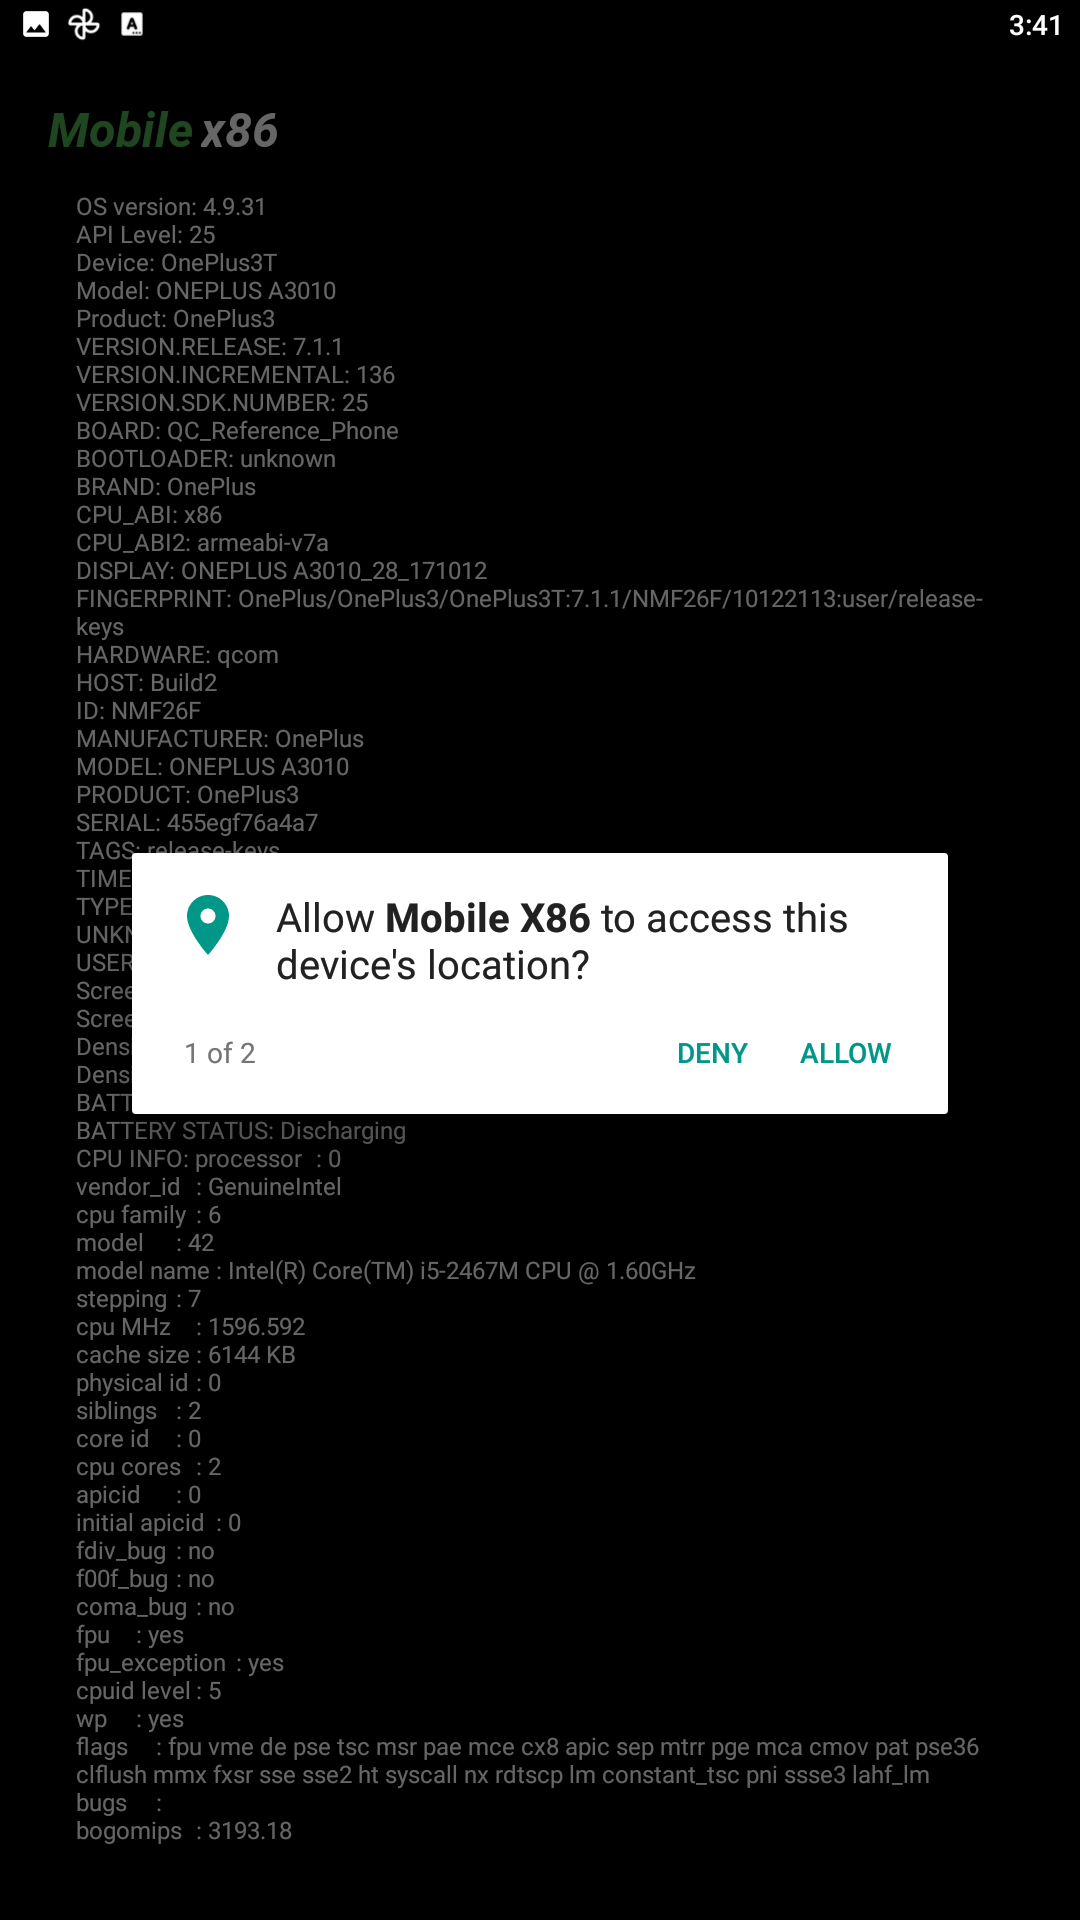 3:41
Mobile x86
OS version: 4.9.31
API Level: 25
Device: OnePlus3T
Model: ONEPLUS A3010
Product: OnePlus3
VERSION.RELEASE: 7.1.1
VERSION.INCREMENTAL: 136
VERSION.SDK.NUMBER: 25
BOARD: QC_Reference_Phone
BOOTLOADER: unknown
BRAND: OnePlus
CPU_ABI: x86
CPU_ABI2: armeabi-v7a
DISPLAY: ONEPLUS A3010_28_171012
FINGERPRINT: OnePlus/OnePlus3/OnePlus3T:7.1.1/NMF26F/10122113:user/release-
keys
HARDWARE: qcom
HOST: Build2
ID: NMF26F
MANUFACTURER: OnePlus
MODEL: ONEPLUS A3010
PRODUCT: OnePlus3
SERIAL: 455egf76a4a7
TAGS: release-keys
TIME
TYPE
UNKN
USER
Scree
Scree
Dens
Dens
BATT
Allow Mobile X86 to access this
device's location?
1 of 2
DENY
ALLOW
BATTERY STATUS: Discharging
CPU INFO: processor : 0
vendor_id : GenuineIntel
cpu family : 6
model : 42
model name : Intel(R) Core(TM) i5-2467M CPU @ 1.60GHz
stepping : 7
cpu MHz : 1596.592
cache size : 6144 KB
physical id : 0
siblings : 2
core id : 0
cpu cores : 2
apicid : 0
initial apicid : 0
fdiv_bug : no
f00f_bug : no
coma_bug : no
fpu : yes
fpu_exception : yes
cpuid level : 5
wp : yes
flags : fpu vme de pse tsc msr pae mce cx8 apic sep mtrr pge mca cmov pat pse36
clflush mmx fxsr sse sse2 ht syscall nx rdtscp lm constant_tsc pni ssse3 lahf_lm
bugs :
bogomips : 3193.18